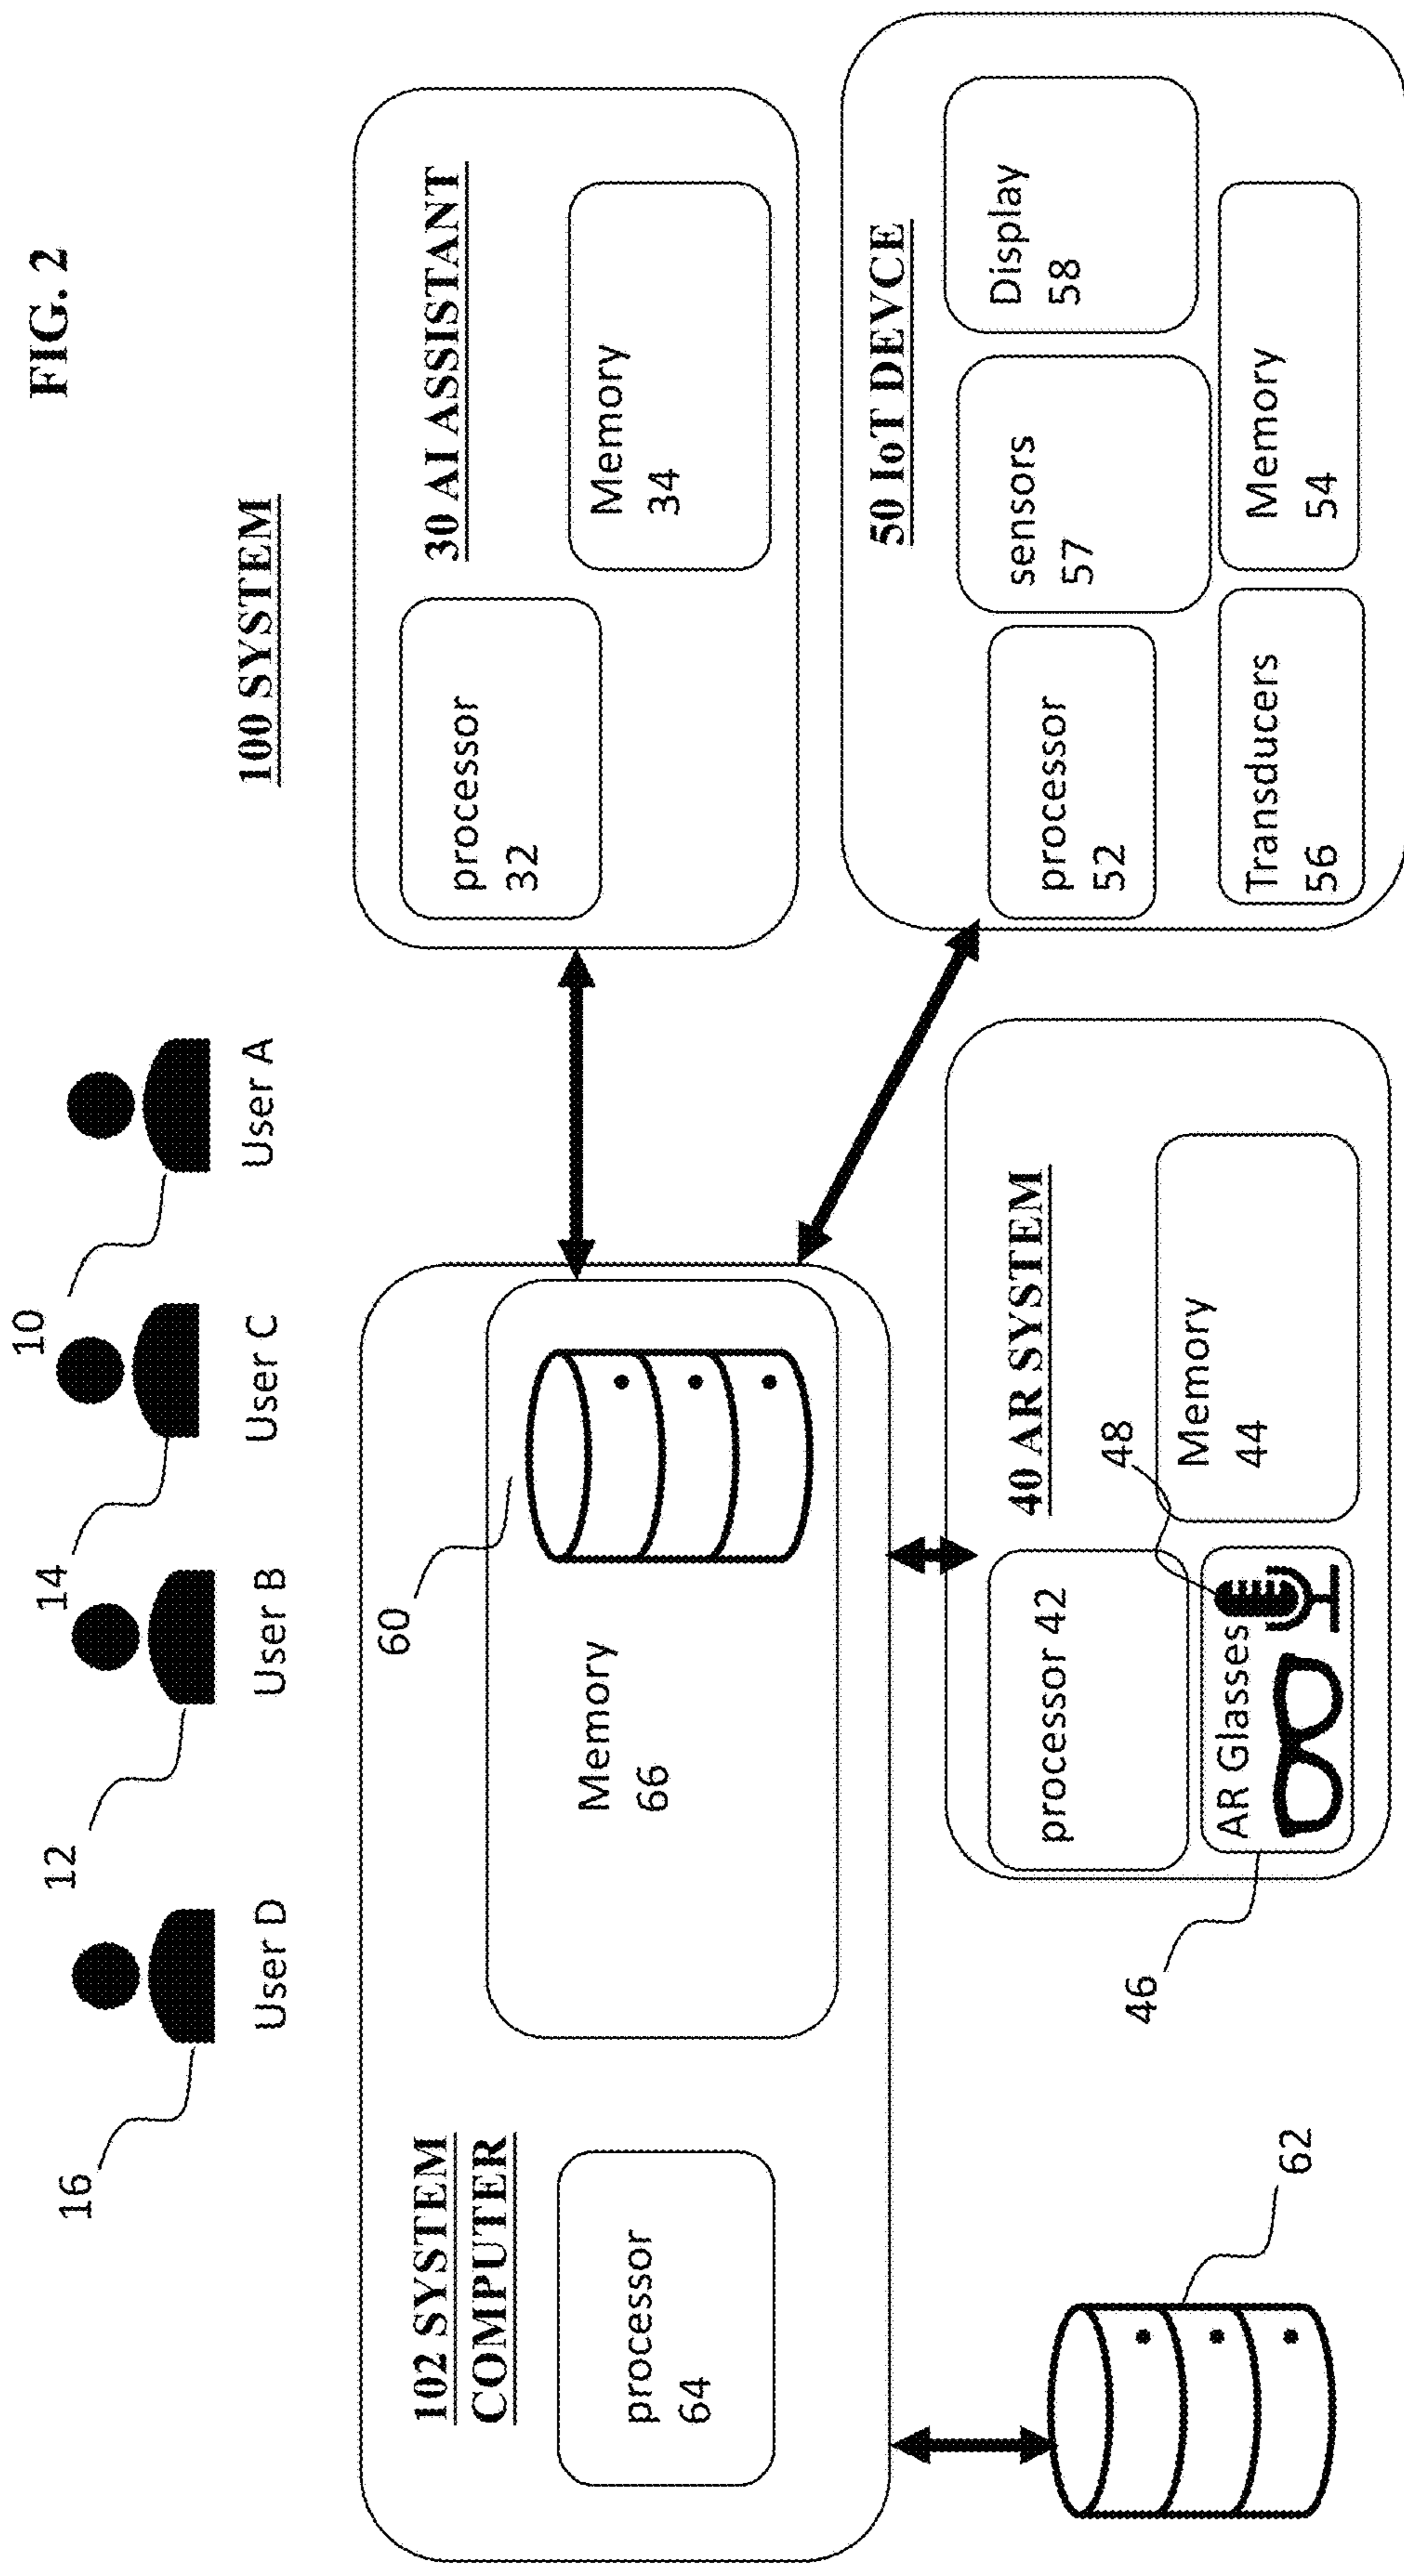 FIG. 2
100 SYSTEM
16
12
14
10
User D
User B
User C
User A
102 SYSTEM
COMPUTER
processor
64
60
Memory
66
30 AI ASSISTANT
processor
32
Memory
34
62
40 AR SYSTEM
processor 42
48
46
AR Glasses
Memory
44
50 IoT DEVCE
processor
52
sensors
57
Display
58
Transducers
56
Memory
54